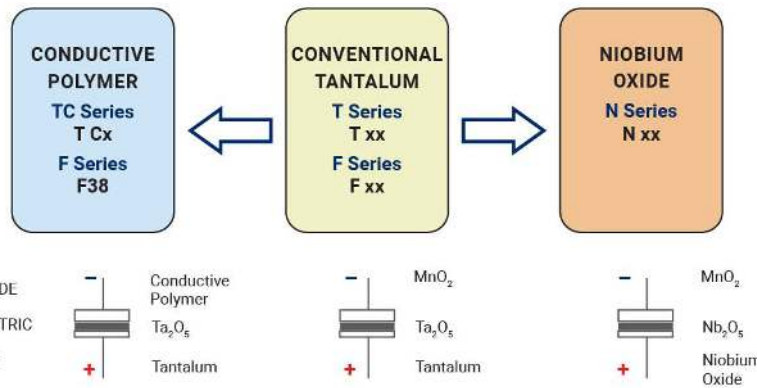 CONDUCTIVE
POLYMER
TC Series
T Cx
F Series
F38
CONVENTIONAL
TANTALUM
T Series
T xx
F Series
F xx
NIOBIUM
OXIDE
N Series
N xx
DE
TRIC
−
Conductive
Polymer
Ta₂O₅
+
Tantalum
−
MnO₂
Ta₂O₅
+
Tantalum
−
MnO₂
Nb₂O₅
+
Niobium
Oxide